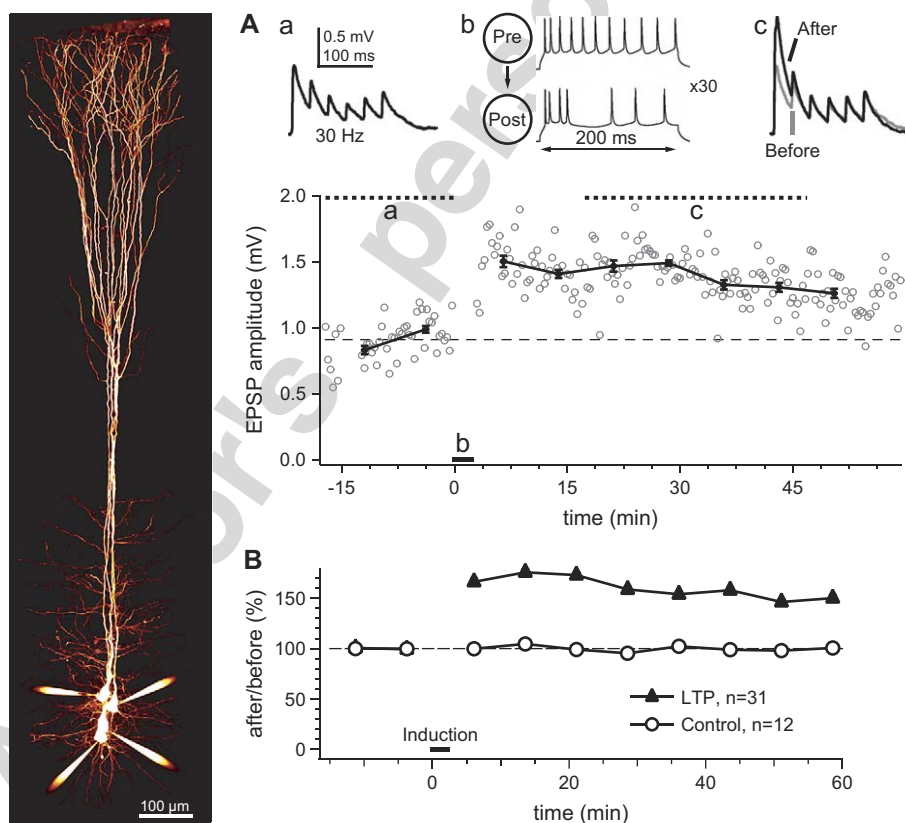 A
a
0.5 mV
100 ms
30 Hz
b
Pre
Post
x30
200 ms
c
After
Before
EPSP amplitude (mV)
2.0
1.5
1.0
0.5
0.0
a
c
b
-15
0
15
30
45
time (min)
B
after/before (%)
150
100
50
0
LTP, n=31
Control, n=12
Induction
0
20
40
60
time (min)
100 µm
or's pers